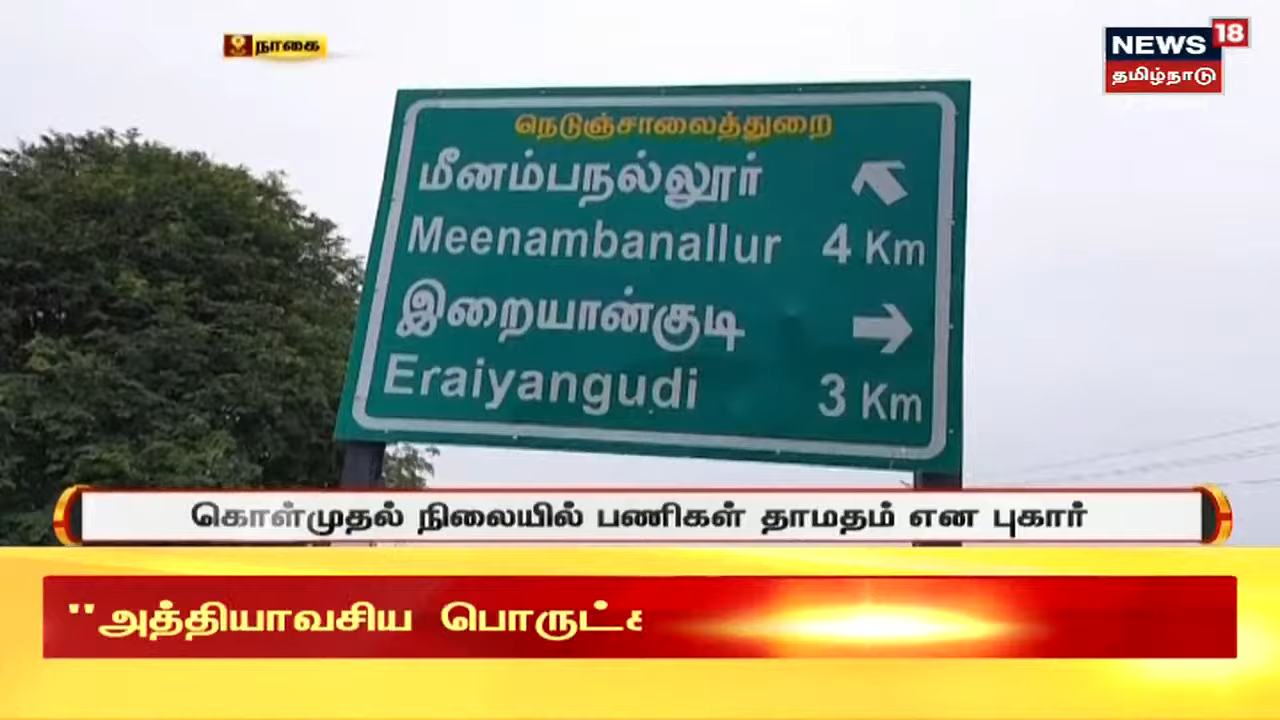 நாகை
NEWS 18
தமிழ்நாடு
நெடுஞ்சாலைத்துறை
மீனம்பநல்லூர்
Meenambanallur 4 Km
இறையான்குடி
Eraiyangudi 3 Km
கொள்முதல் நிலையில் பணிகள் தாமதம் என புகார்
"அத்தியாவசிய